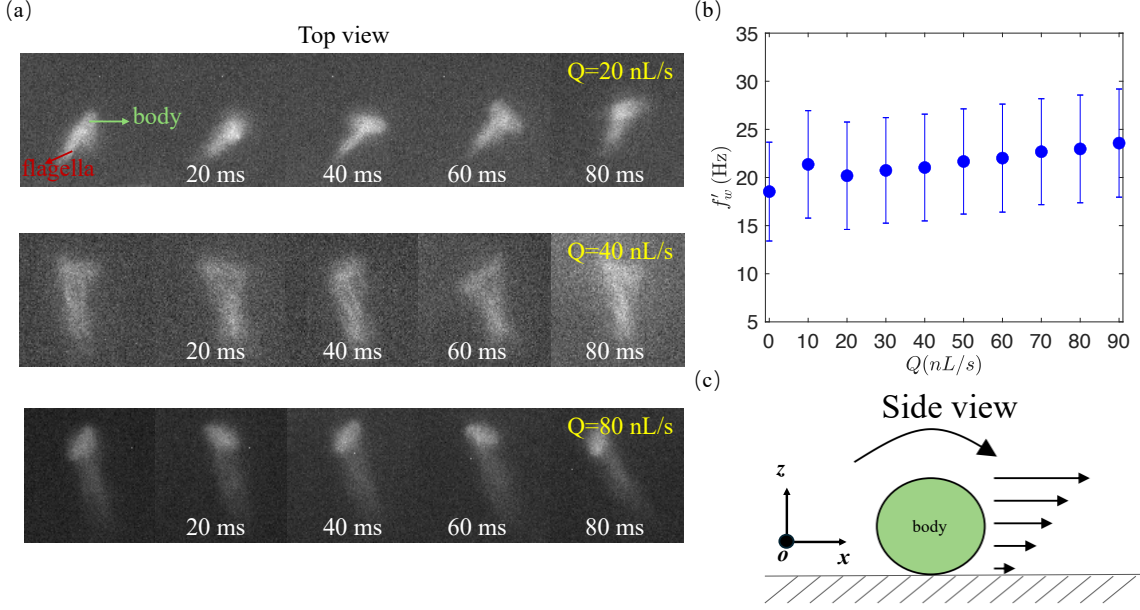 (a)
Top view
Q=20 nL/s
body
flagella
20 ms
40 ms
60 ms
80 ms
Q=40 nL/s
20 ms
40 ms
60 ms
80 ms
Q=80 nL/s
20 ms
40 ms
60 ms
80 ms
(b)
35
30
25
20
15
10
5
f'w (Hz)
0 10 20 30 40 50 60 70 80 90
Q(nL/s)
(c)
Side view
z
o
x
body